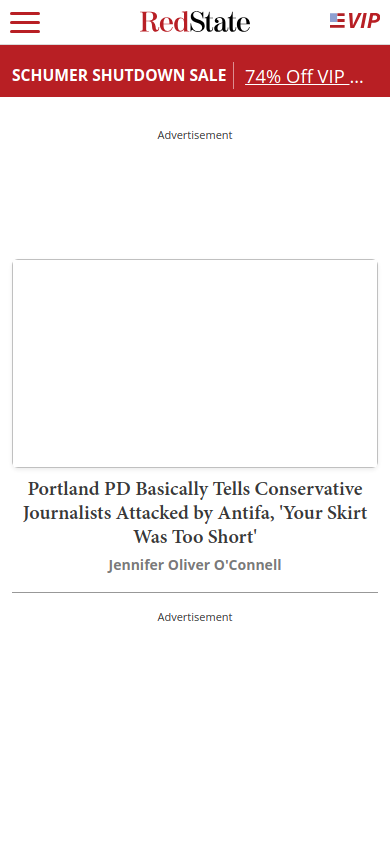 RedState
VIP
SCHUMER SHUTDOWN SALE
74% Off VIP ...
Advertisement
Portland PD Basically Tells Conservative
Journalists Attacked by Antifa, 'Your Skirt
Was Too Short'
Jennifer Oliver O'Connell
Advertisement